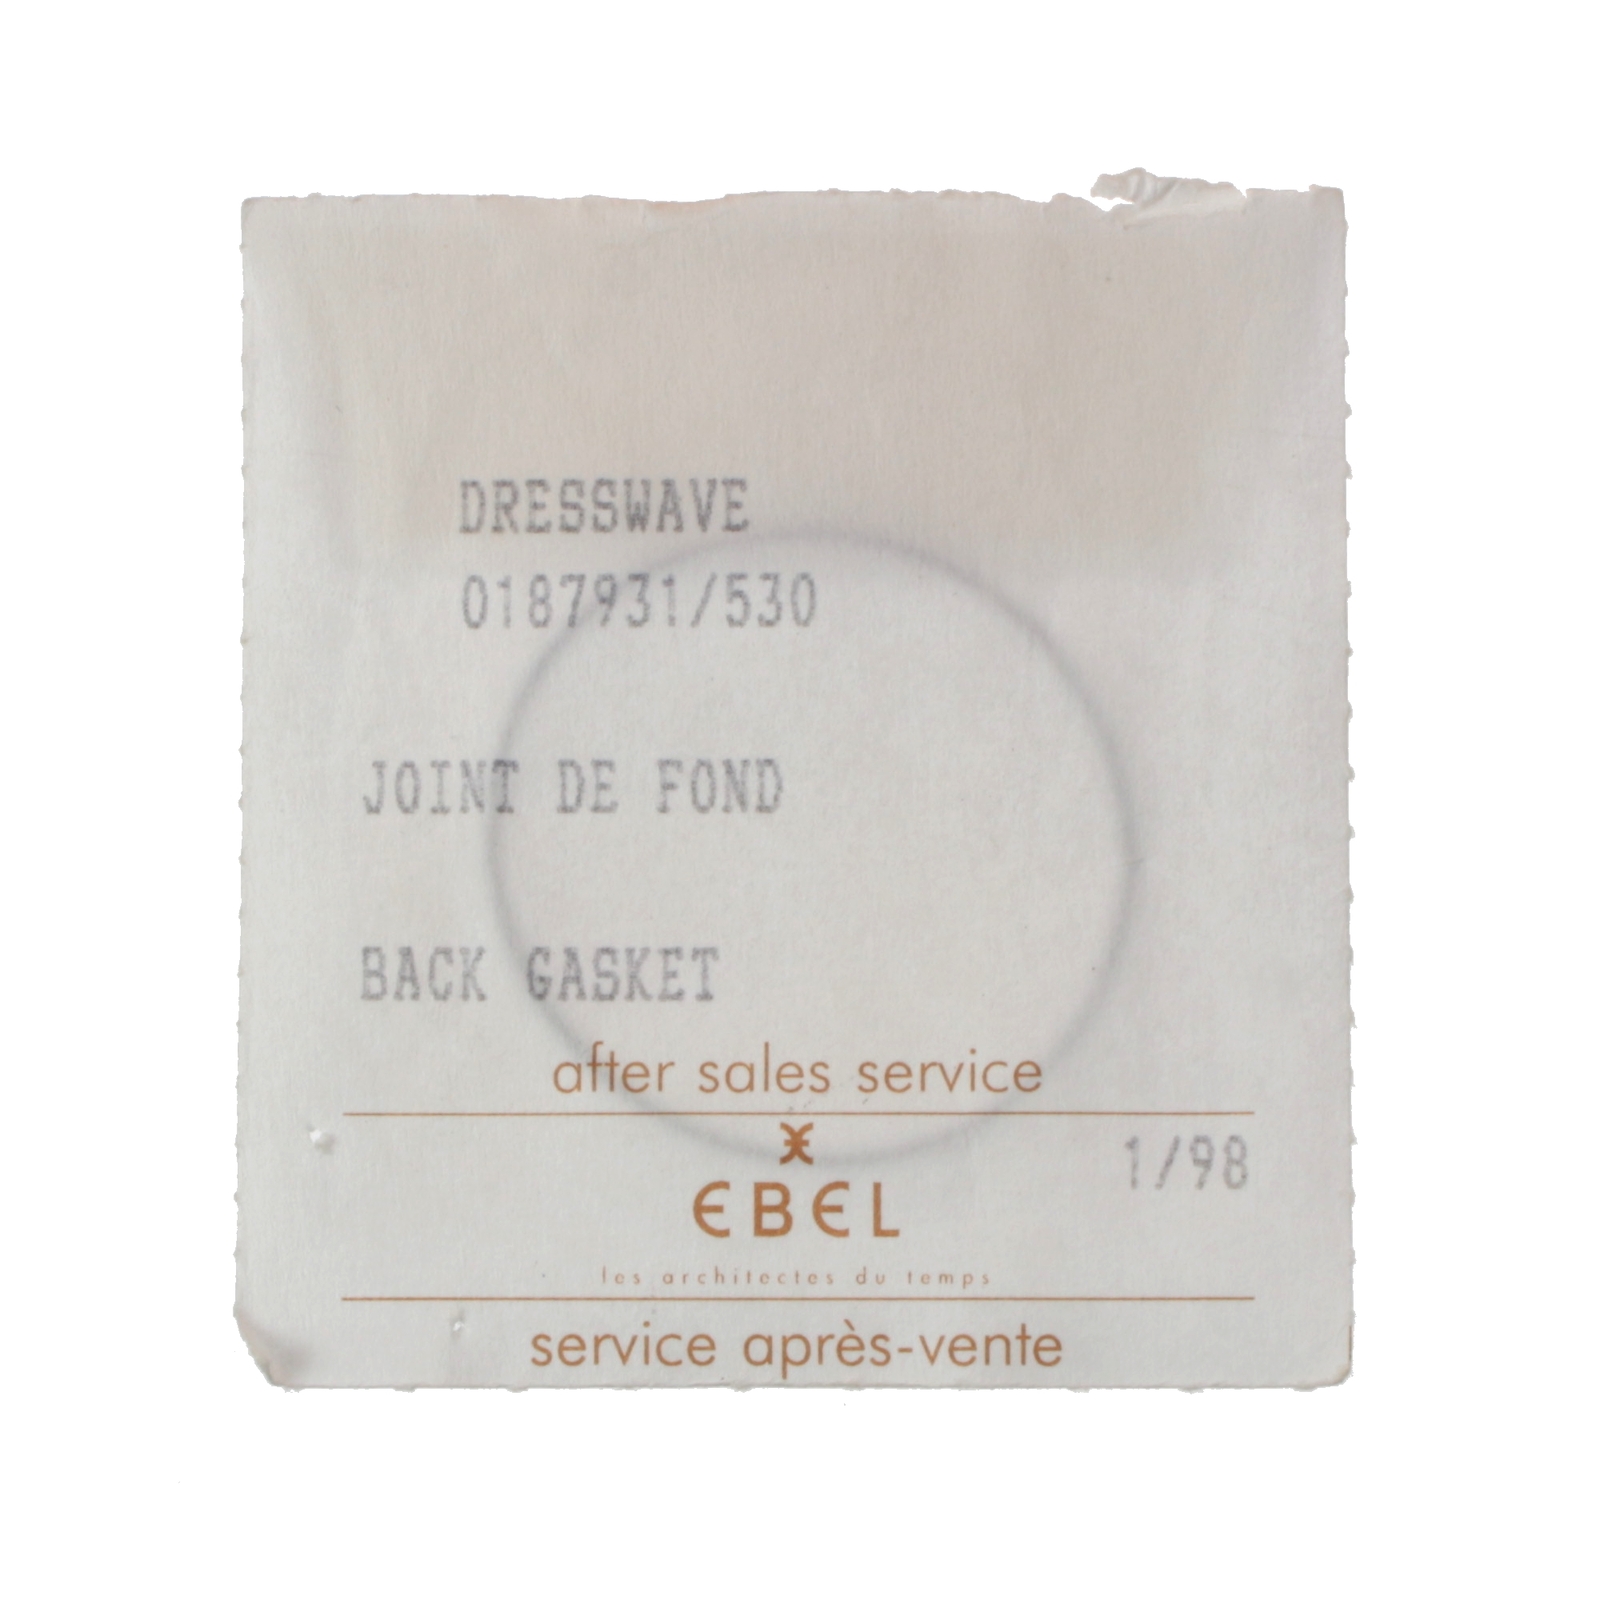 DRESSWAVE
0187931/530
JOINT DE FOND
BACK GASKET
after sales service
1/98
EBEL
les architectes du temps
service après-vente